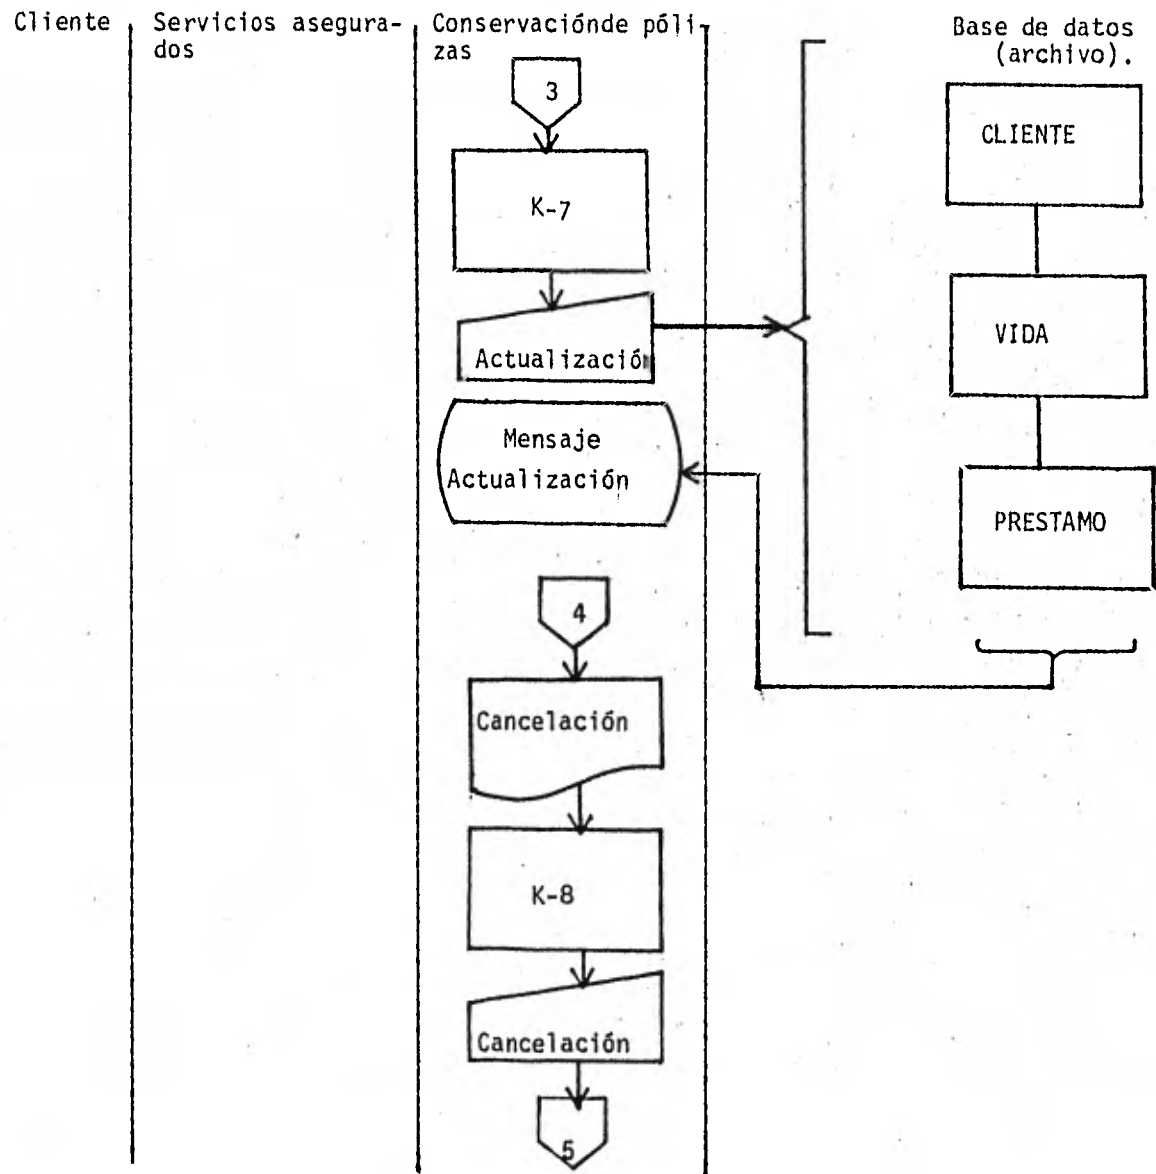 Cliente
Servicios asegura-
dos
Conservaciónde póli-
zas
Base de datos
(archivo).
3
K-7
Actualización
Mensaje
Actualización
CLIENTE
VIDA
PRESTAMO
4
Cancelación
K-8
Cancelación
5